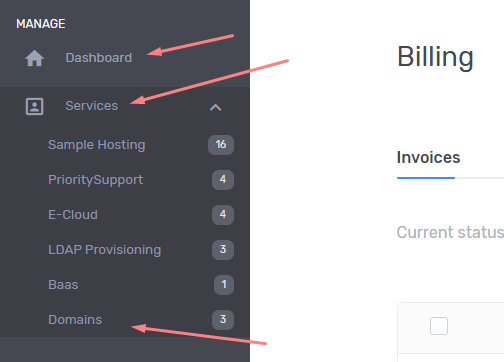 MANAGE
Dashboard
Services
Sample Hosting 16
PrioritySupport 4
E-Cloud 4
LDAP Provisioning 3
Baas 1
Domains 3
Billing
Invoices
Current status